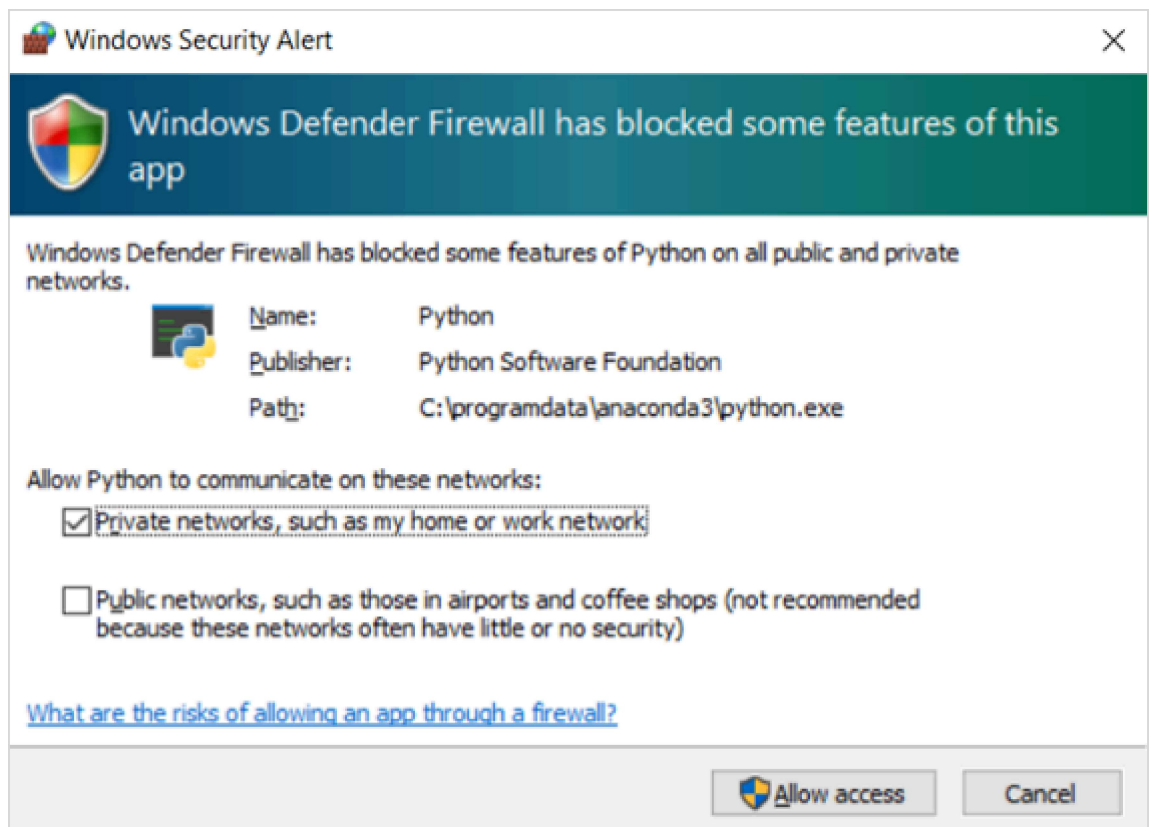 Windows Security Alert
Windows Defender Firewall has blocked some features of this
app
Windows Defender Firewall has blocked some features of Python on all public and private
networks.
Name: Python
Publisher: Python Software Foundation
Path: C:\programdata\anaconda3\python.exe
Allow Python to communicate on these networks:
Private networks, such as my home or work network
Public networks, such as those in airports and coffee shops (not recommended
because these networks often have little or no security)
What are the risks of allowing an app through a firewall?
Allow access Cancel